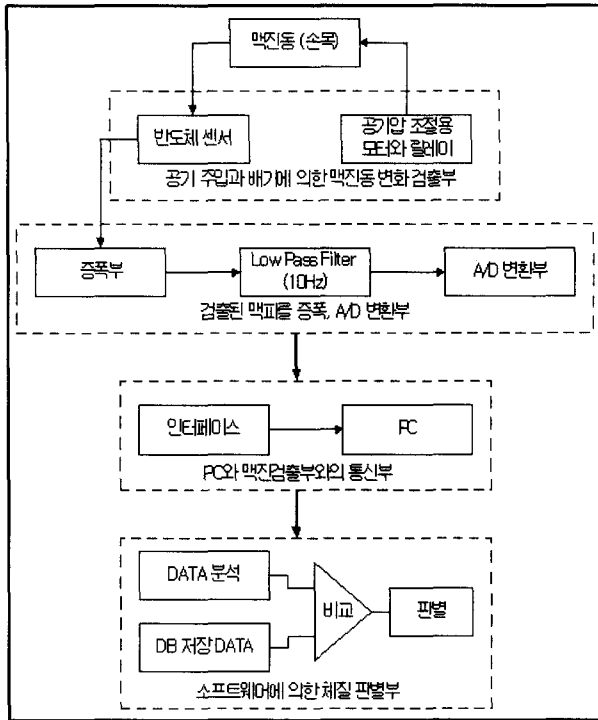 맥진동 (손목)
반도체 센서
공기압 조절용
모터와 릴레이
공기 주입과 배기에 의한 맥진동 변화 검출부
증폭부
Low Pass Filter
(10Hz)
A/D 변환부
검출된 맥파를 증폭, A/D 변환부
인터페이스
PC
PC와 맥진검출부와의 통신부
DATA 분석
비교
판별
DB 저장 DATA
소프트웨어에 의한 체질 판별부